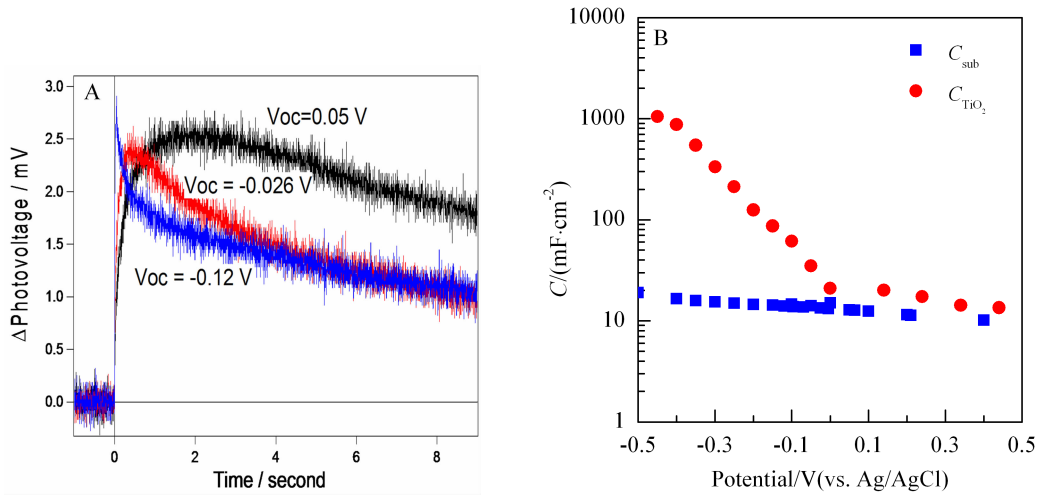 A
Voc=0.05 V
Voc = -0.026 V
Voc = -0.12 V
3.0
2.5
2.0
1.5
1.0
0.5
0.0
0
2
4
6
8
Time / second
ΔPhotovoltage / mV
B
C_sub
C_TiO₂
10000
1000
100
10
1
-0.5
-0.3
-0.1
0.1
0.3
0.5
C/(mF·cm⁻²)
Potential/V(vs. Ag/AgCl)